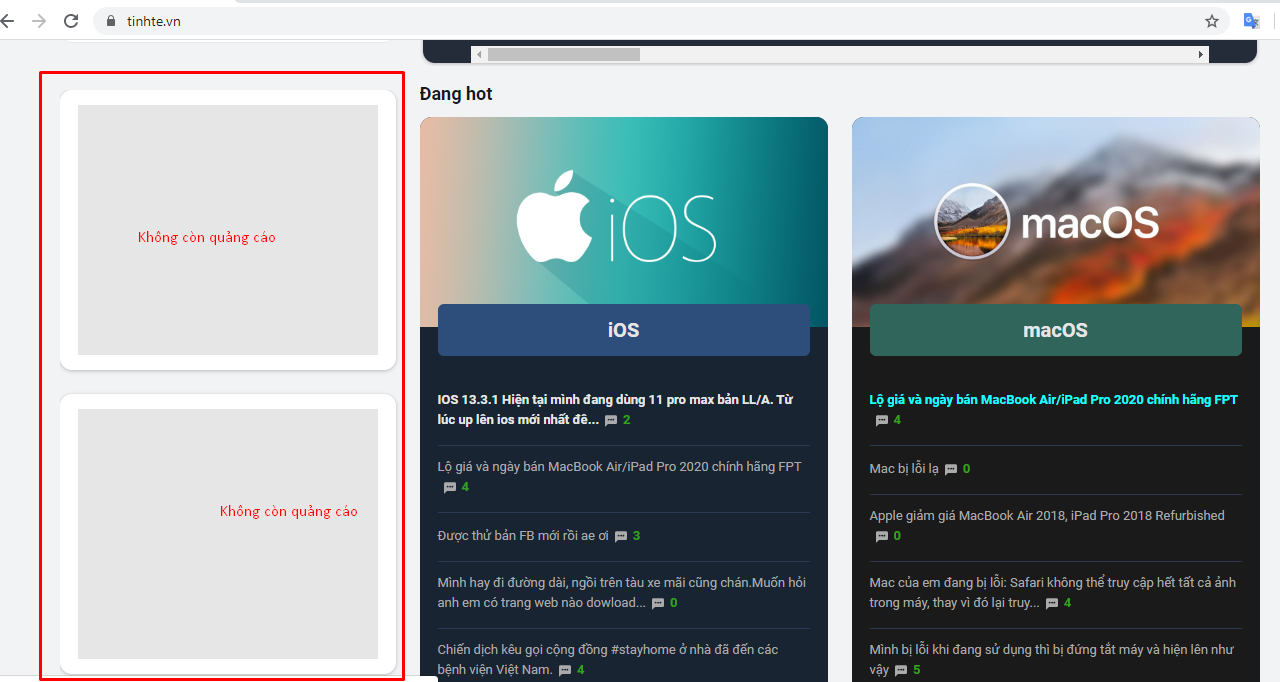 tinhte.vn
Không còn quảng cáo
Không còn quảng cáo
Đang hot
iOS
iOS
IOS 13.3.1 Hiện tại mình đang dùng 11 pro max bản LL/A. Từ
lúc up lên ios mới nhất đê... 2
Lộ giá và ngày bán MacBook Air/iPad Pro 2020 chính hãng FPT
4
Được thử bản FB mới rồi ae ơi 3
Mình hay đi đường dài, ngồi trên tàu xe mãi cũng chán.Muốn hỏi
anh em có trang web nào dowload... 0
Chiến dịch kêu gọi cộng đồng #stayhome ở nhà đã đến các
bệnh viện Việt Nam. 4
macOS
macOS
Lộ giá và ngày bán MacBook Air/iPad Pro 2020 chính hãng FPT
4
Mac bị lỗi lạ 0
Apple giảm giá MacBook Air 2018, iPad Pro 2018 Refurbished
0
Mac của em đang bị lỗi: Safari không thể truy cập hết tất cả ảnh
trong máy, thay vì đó lại truy... 4
Mình bị lỗi khi đang sử dụng thì bị đứng tắt máy và hiện lên như
vậy 5